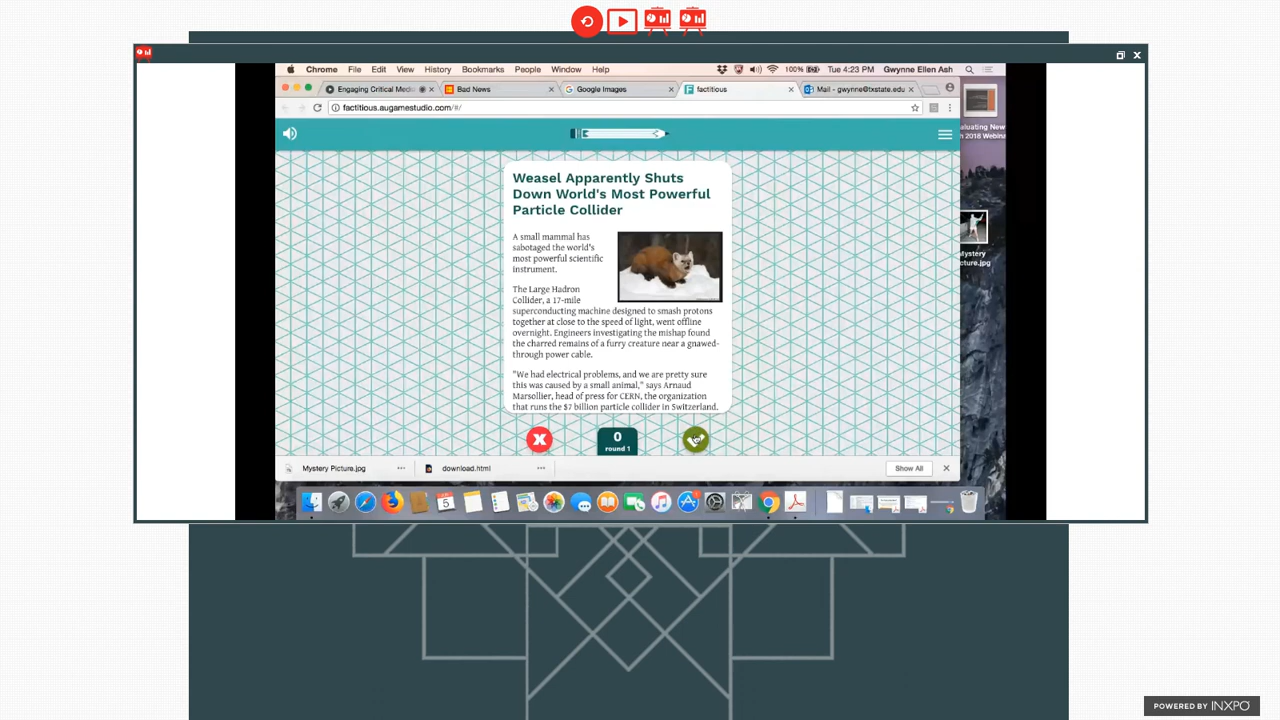 Chrome File Edit View History Bookmarks People Window Help 100% Tue 4:23 PM Gwynne Ellen Ash
Engaging Critical Medi Bad News Google Images factitious Mail - gwynne@txstate.edu
factitious.augamestudio.com/#/
aluating New
n 2018 Webina
Weasel Apparently Shuts
Down World's Most Powerful
Particle Collider
A small mammal has
sabotaged the world's
most powerful scientific
instrument.
The Large Hadron
Collider, a 17-mile
superconducting machine designed to smash protons
together at close to the speed of light, went offline
overnight. Engineers investigating the mishap found
the charred remains of a furry creature near a gnawed-
through power cable.
"We had electrical problems, and we are pretty sure
this was caused by a small animal," says Arnaud
Marsollier, head of press for CERN, the organization
that runs the $7 billion particle collider in Switzerland.
Mystery
cture.jpg
0
round 1
Mystery Picture.jpg download.html Show All
POWERED BY INXPO